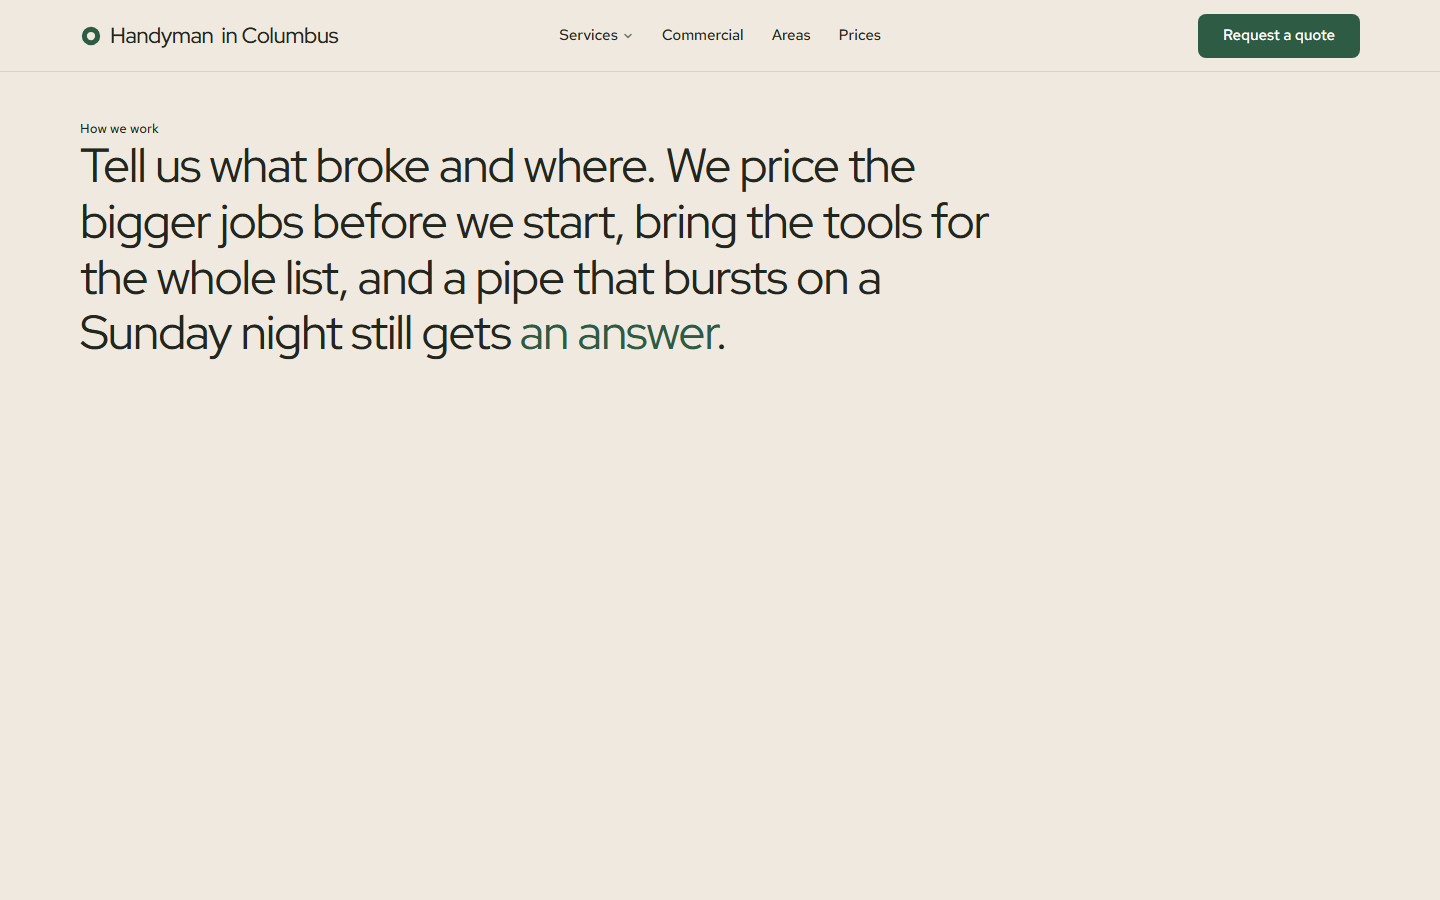 Handyman in Columbus
Services
Commercial
Areas
Prices
Request a quote
How we work
Tell us what broke and where. We price the
bigger jobs before we start, bring the tools for
the whole list, and a pipe that bursts on a
Sunday night still gets an answer.